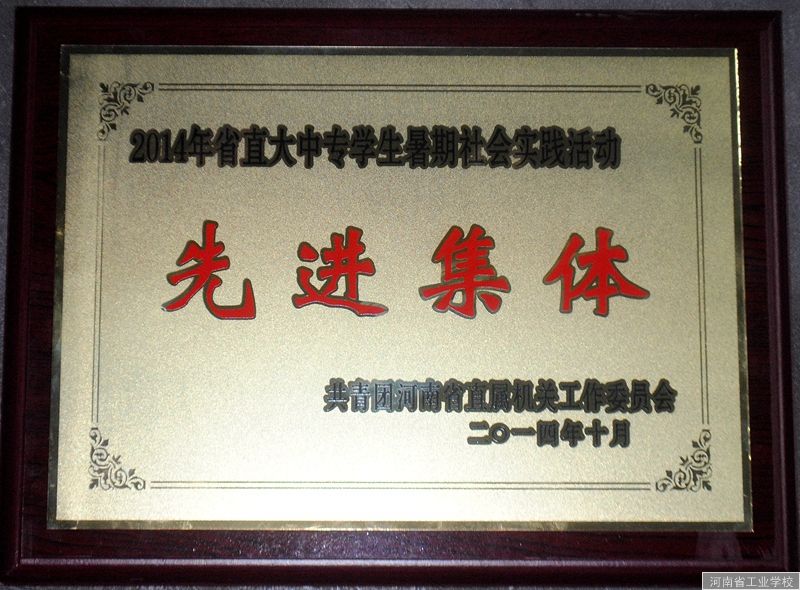 2014年省直大中专学生暑期社会实践活动
先进集体
共青团河南省直属机关工作委员会
二〇一四年十月
河南省工业学校